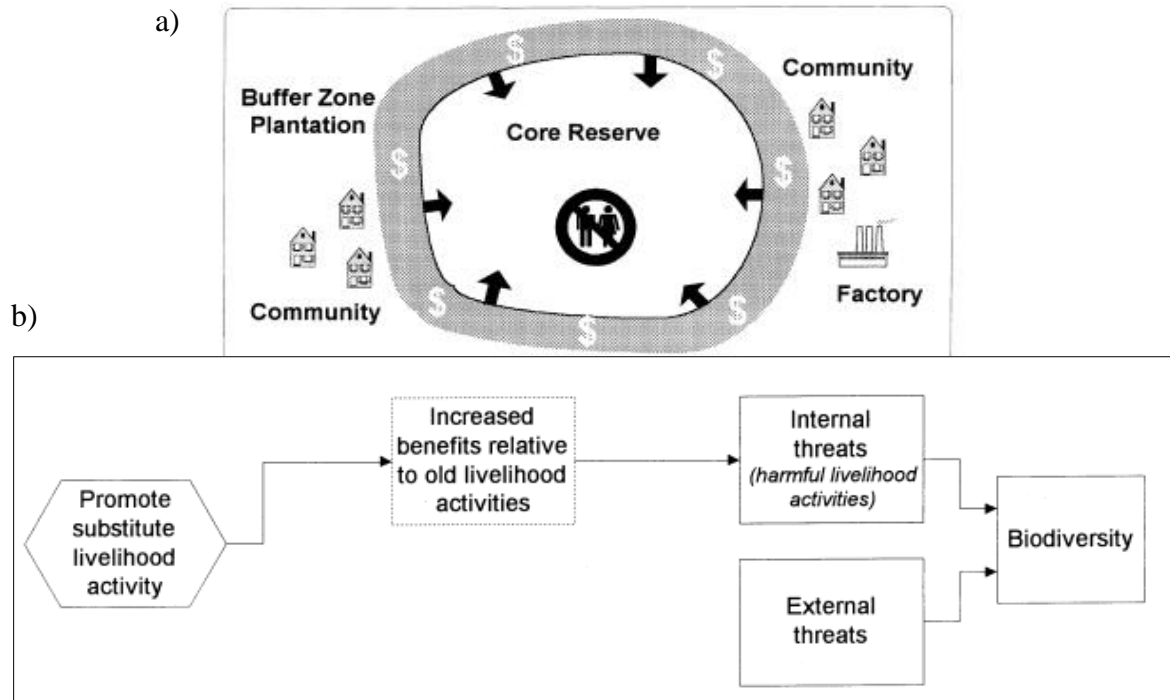 a)
Buffer Zone
Plantation
$
$
$
$
$
$
$
$
Core Reserve
Community
Community
Factory
b)
Promote
substitute
livelihood
activity
Increased
benefits relative
to old livelihood
activities
Internal
threats
(harmful livelihood
activities)
External
threats
Biodiversity